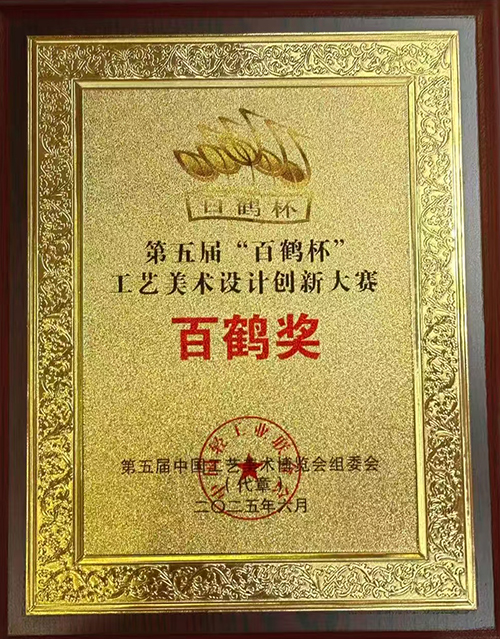 百鹤杯
第五届“百鹤杯”
工艺美术设计创新大赛
百鹤奖
第五届中国工艺美术博览会组委会
（代章）
二〇二五年六月